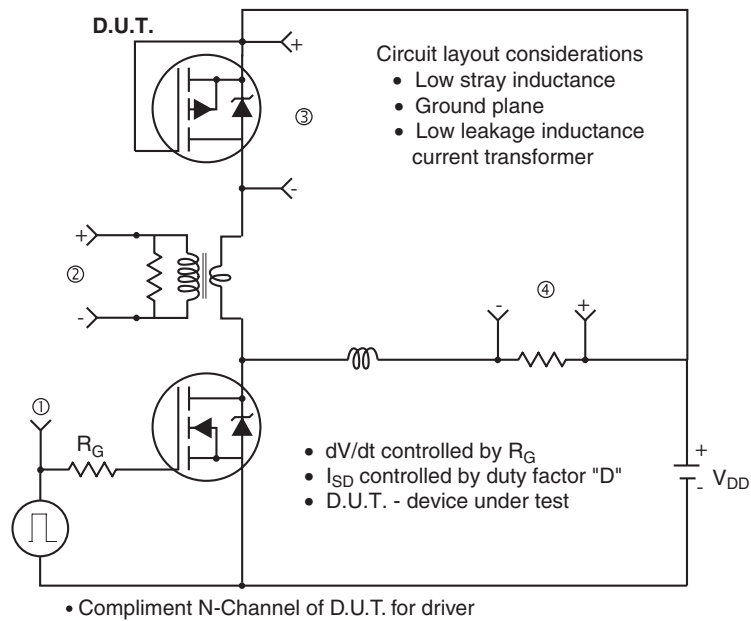 D.U.T.
+
Circuit layout considerations
• Low stray inductance
• Ground plane
• Low leakage inductance
current transformer
③
-
+
②
-
- ④ +
①
R_G
• dV/dt controlled by R_G
• I_SD controlled by duty factor "D"
• D.U.T. - device under test
+
- V_DD
• Compliment N-Channel of D.U.T. for driver